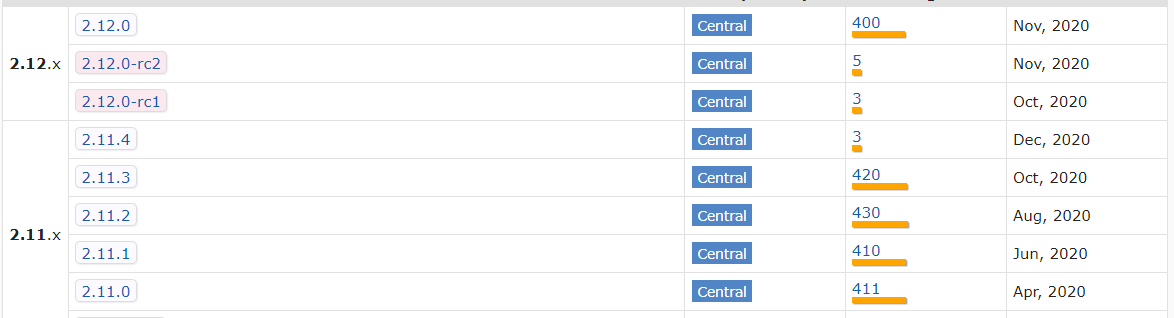 2.12.x
2.12.0 Central 400 Nov, 2020
2.12.0-rc2 Central 5 Nov, 2020
2.12.0-rc1 Central 3 Oct, 2020
2.11.x
2.11.4 Central 3 Dec, 2020
2.11.3 Central 420 Oct, 2020
2.11.2 Central 430 Aug, 2020
2.11.1 Central 410 Jun, 2020
2.11.0 Central 411 Apr, 2020